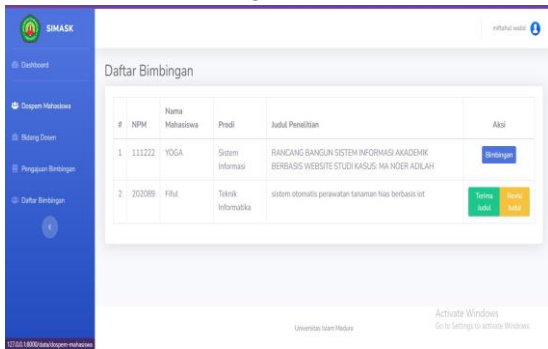 SIMASK
miftahul walid
Dashboard
Daftar Bimbingan
Dospem Mahasiswa
Bidang Dosen
Pengajuan Bimbingan
Daftar Bimbingan
# NPM Nama Mahasiswa Prodi Judul Penelitian Aksi
1 111222 YOGA Sistem Informasi RANCANG BANGUN SISTEM INFORMASI AKADEMIK
BERBASIS WEBSITE STUDI KASUS: MA NOER ADILAH
Bimbingan
2 202089 Fiful Teknik Informatika sistem otomatis perawatan tanaman hias berbasis iot
Terima Judul
Judul
Universitas Islam Madura
Activate Windows
Go to Settings to activate Windows.
127.0.0.1:8000/data/dospem-mahasiswa